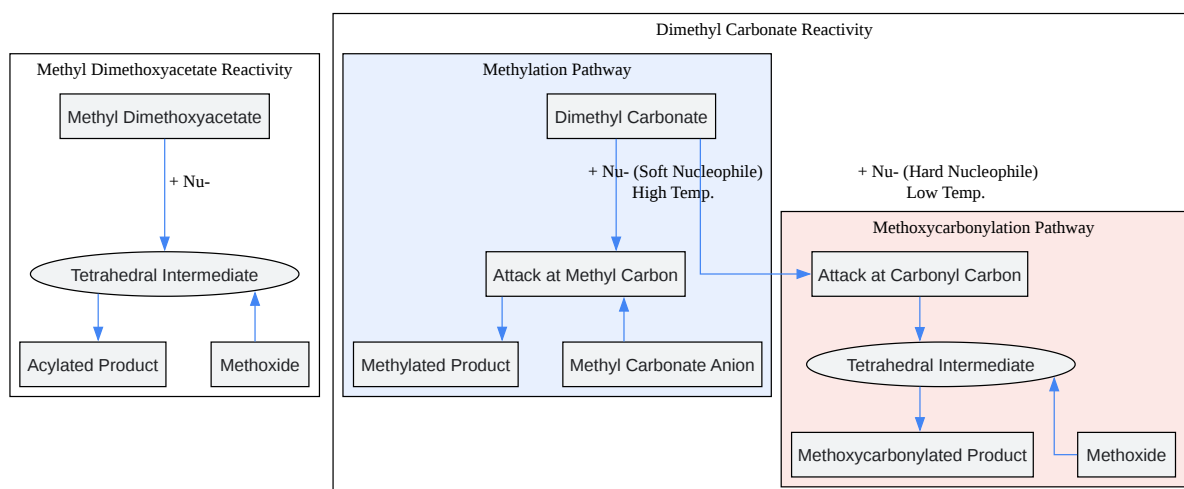 Dimethyl Carbonate Reactivity
Methyl Dimethoxyacetate Reactivity
Methyl Dimethoxyacetate
+ Nu-
Tetrahedral Intermediate
Acylated Product
Methoxide
Methylation Pathway
Dimethyl Carbonate
+ Nu- (Soft Nucleophile)
High Temp.
Attack at Methyl Carbon
Methylated Product
Methyl Carbonate Anion
+ Nu- (Hard Nucleophile)
Low Temp.
Methoxycarbonylation Pathway
Attack at Carbonyl Carbon
Tetrahedral Intermediate
Methoxycarbonylated Product
Methoxide